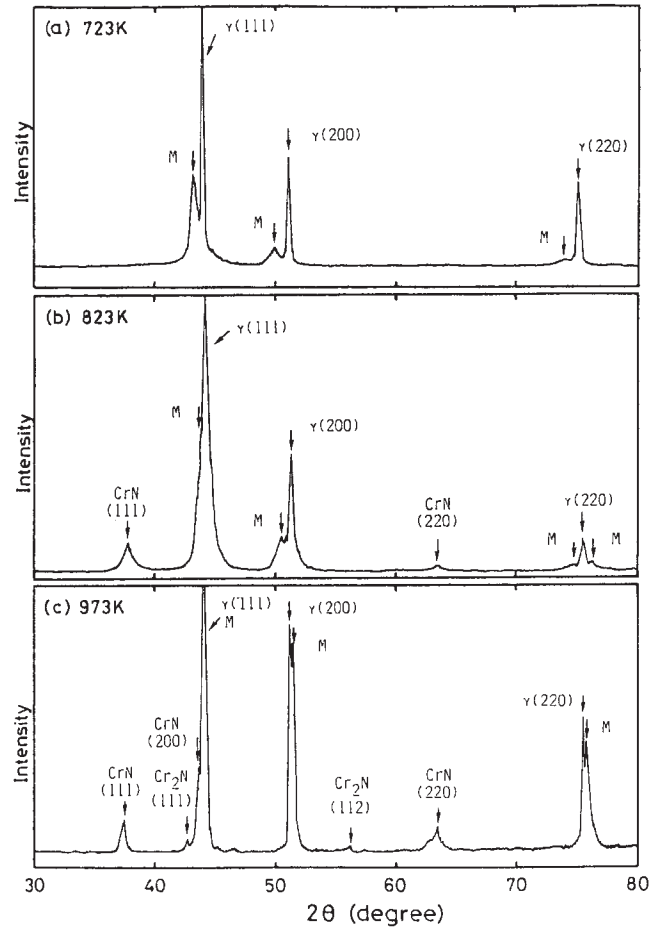 (a) 723K
γ(111)
M
γ(200)
M
γ(220)
M
Intensity
(b) 823K
γ(111)
M
γ(200)
CrN
(111)
M
CrN
(220)
γ(220)
M
M
Intensity
(c) 973K
γ(111)
M
γ(200)
M
CrN
(200)
CrN
(111)
Cr₂N
(111)
Cr₂N
(112)
CrN
(220)
γ(220)
M
Intensity
30
40
50
60
70
80
2θ (degree)